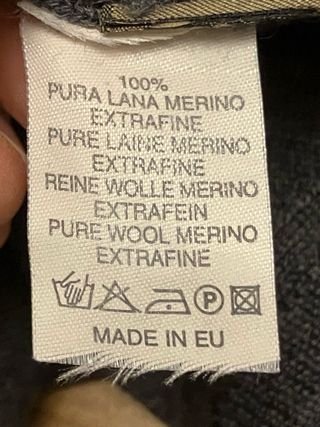 100%
PURA LANA MERINO
EXTRAFINE
PURE LAINE MERINO
EXTRAFINE
REINE WOLLE MERINO
EXTRAFEIN
PURE WOOL MERINO
EXTRAFINE
P
MADE IN EU